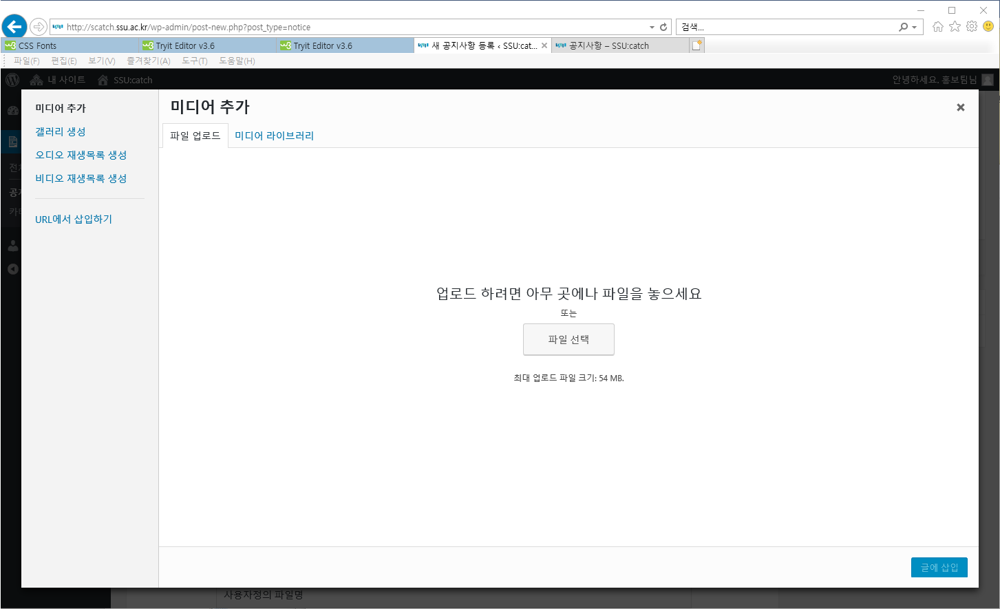 http://scatch.ssu.ac.kr/wp-admin/post-new.php?post_type=notice
검색...
CSS Fonts
Tryit Editor v3.6
Tryit Editor v3.6
새 공지사항 등록 ‹ SSU:cat...
공지사항 – SSU:catch
파일(F) 편집(E) 보기(V) 즐겨찾기(A) 도구(T) 도움말(H)
내 사이트 SSU:catch
안녕하세요, 홍보팀님
미디어 추가
갤러리 생성
오디오 재생목록 생성
비디오 재생목록 생성
URL에서 삽입하기
미디어 추가
파일 업로드 미디어 라이브러리
업로드 하려면 아무 곳에나 파일을 놓으세요
또는
파일 선택
최대 업로드 파일 크기: 54 MB.
글에 삽입
사용자정의 파일명